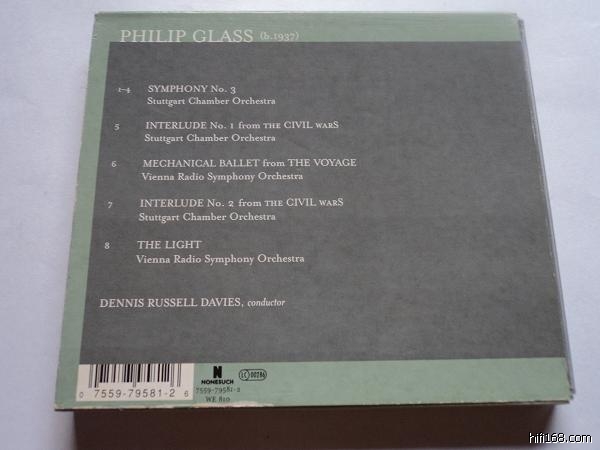 PHILIP GLASS (b.1937)
1-4 SYMPHONY No. 3
Stuttgart Chamber Orchestra
5 INTERLUDE No. 1 from THE CIVIL warS
Stuttgart Chamber Orchestra
6 MECHANICAL BALLET from THE VOYAGE
Vienna Radio Symphony Orchestra
7 INTERLUDE No. 2 from THE CIVIL warS
Stuttgart Chamber Orchestra
8 THE LIGHT
Vienna Radio Symphony Orchestra
DENNIS RUSSELL DAVIES, conductor
0 7559-79581-2 6
N
NONESUCH
LC 00286
7559-79581-2
WE 810
hifi168.com